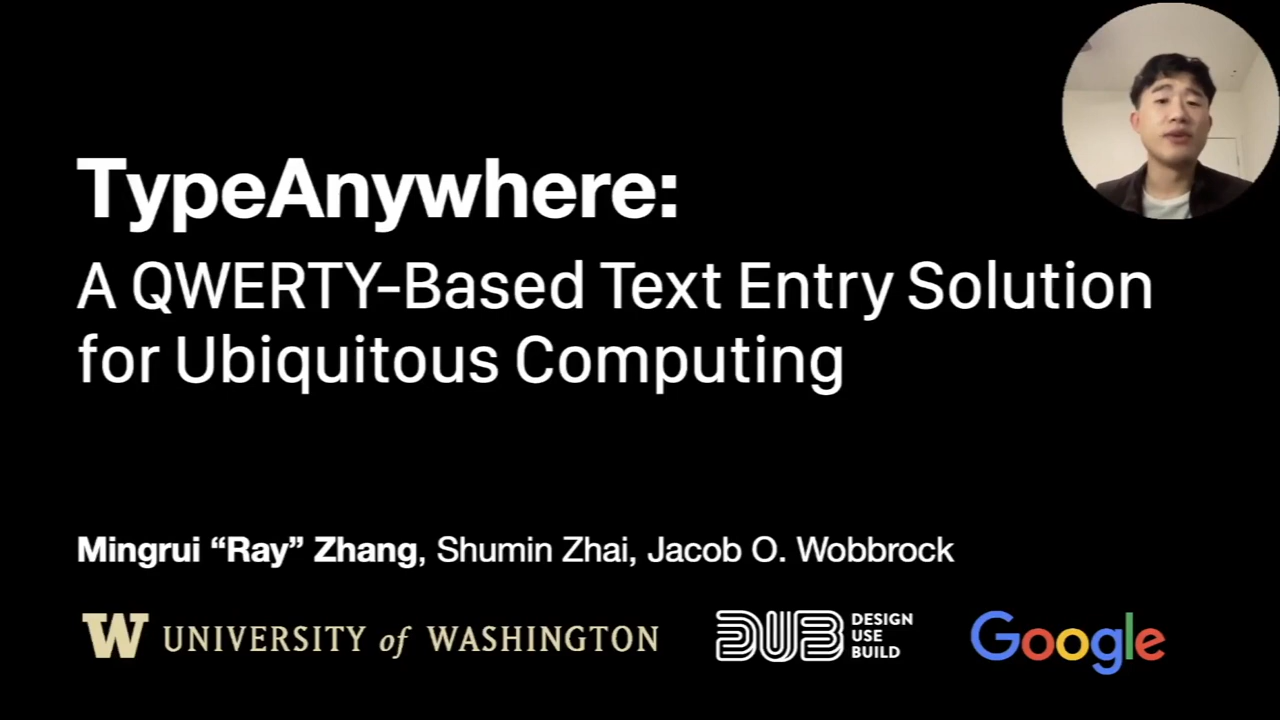 TypeAnywhere:
A QWERTY-Based Text Entry Solution
for Ubiquitous Computing
Mingrui “Ray” Zhang, Shumin Zhai, Jacob O. Wobbrock
W UNIVERSITY of WASHINGTON
DUB DESIGN
USE
BUILD
Google